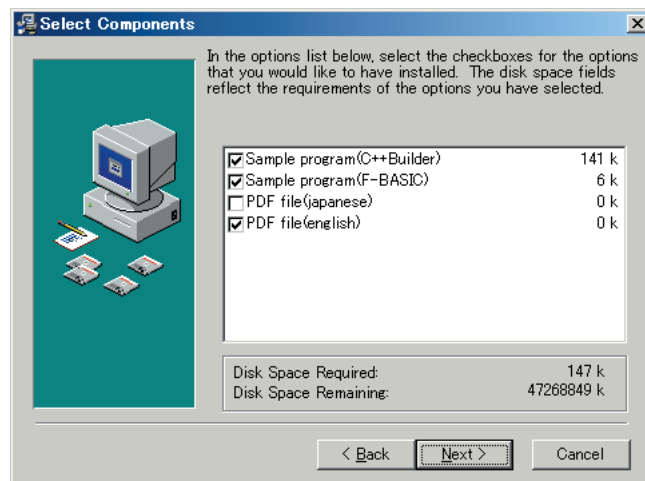 Select Components
In the options list below, select the checkboxes for the options
that you would like to have installed. The disk space fields
reflect the requirements of the options you have selected.
Sample program(C++Builder) 141 k
Sample program(F-BASIC) 6 k
PDF file(japanese) 0 k
PDF file(english) 0 k
Disk Space Required: 147 k
Disk Space Remaining: 47268849 k
< Back Next > Cancel